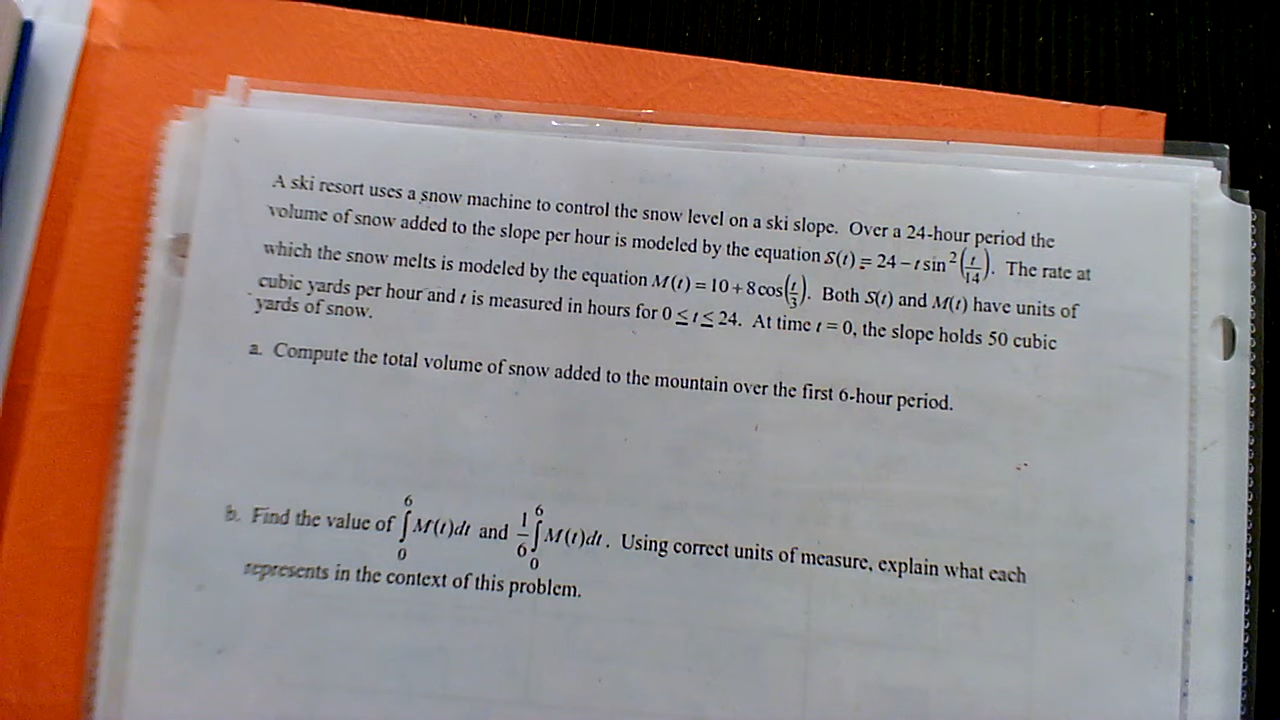 A ski resort uses a snow machine to control the snow level on a ski slope. Over a 24-hour period the
volume of snow added to the slope per hour is modeled by the equation S(t) = 24 − t sin²(t/14). The rate at
which the snow melts is modeled by the equation M(t) = 10 + 8cos(t/3). Both S(t) and M(t) have units of
cubic yards per hour and t is measured in hours for 0 ≤ t ≤ 24. At time t = 0, the slope holds 50 cubic
yards of snow.
a. Compute the total volume of snow added to the mountain over the first 6-hour period.
b. Find the value of ∫₀⁶ M(t)dt and 1/6 ∫₀⁶ M(t)dt. Using correct units of measure, explain what each
represents in the context of this problem.